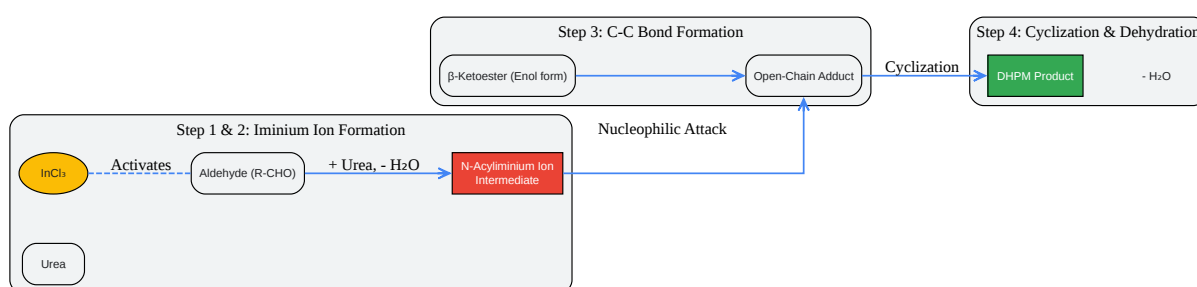 Step 3: C-C Bond Formation
Step 4: Cyclization & Dehydration
β-Ketoester (Enol form)
Open-Chain Adduct
Cyclization
DHPM Product
- H₂O
Step 1 & 2: Iminium Ion Formation
Nucleophilic Attack
InCl₃
Activates
Aldehyde (R-CHO)
+ Urea, - H₂O
N-Acyliminium Ion
Intermediate
Urea